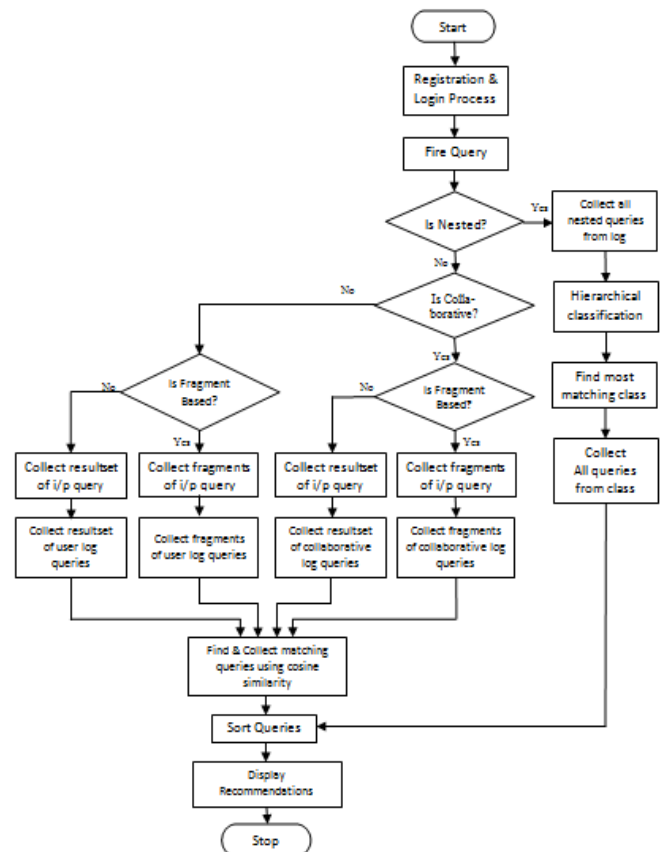 Start
Registration &
Login Process
Fire Query
Is Nested?
Yes
Collect all
nested queries
from log
No
Hierarchical
classification
No
Is Colla-
borative?
Yes
Find most
matching class
Is Fragment
Based?
No
Yes
Is Fragment
Based?
No
Yes
Collect
All queries
from class
Collect resultset
of i/p query
Collect fragments
of i/p query
Collect resultset
of i/p query
Collect fragments
of i/p query
Collect resultset
of user log
queries
Collect fragments
of user log queries
Collect resultset
of collaborative
log queries
Collect fragments
of collaborative log
queries
Find & Collect matching
queries using cosine
similarity
Sort Queries
Display
Recommendations
Stop